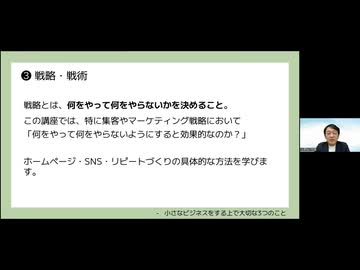 ❸ 戦略・戦術
戦略とは、何をやって何をやらないかを決めること。
この講座では、特に集客やマーケティング戦略において
「何をやって何をやらないようにすると効果的なのか?」
ホームページ・SNS・リピートづくりの具体的な方法を学びま
す。
- 小さなビジネスをする上で大切な3つのこと